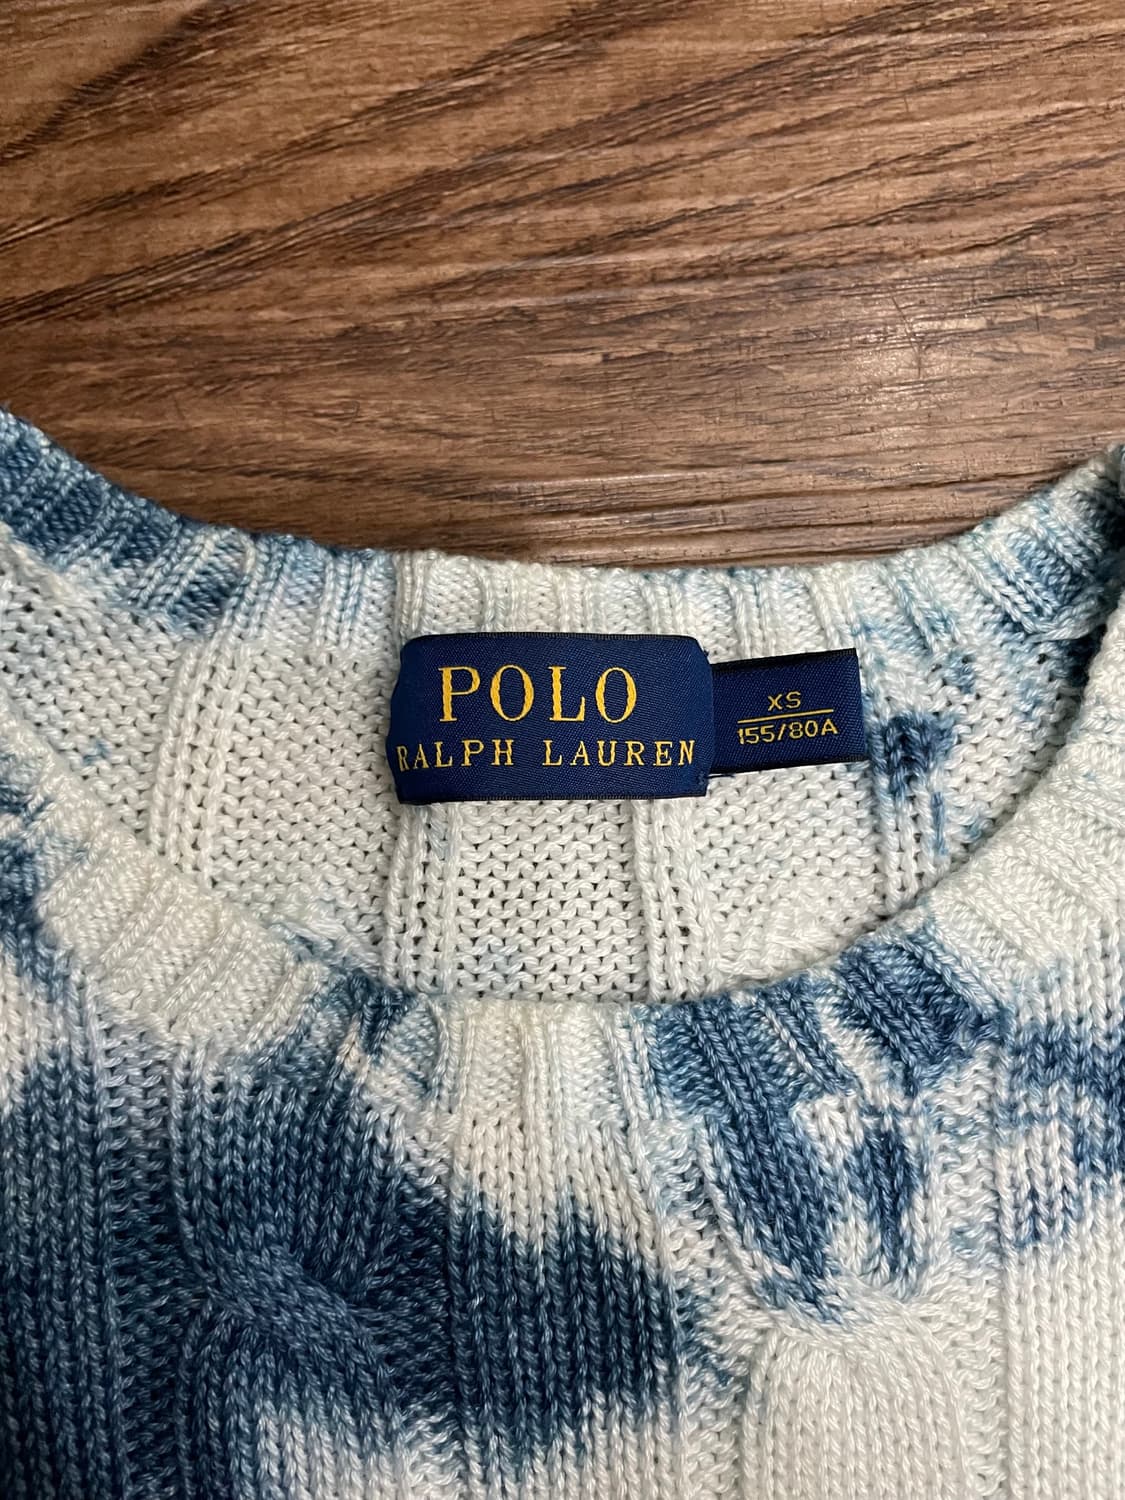 POLO
RALPH LAUREN
XS
155/80A